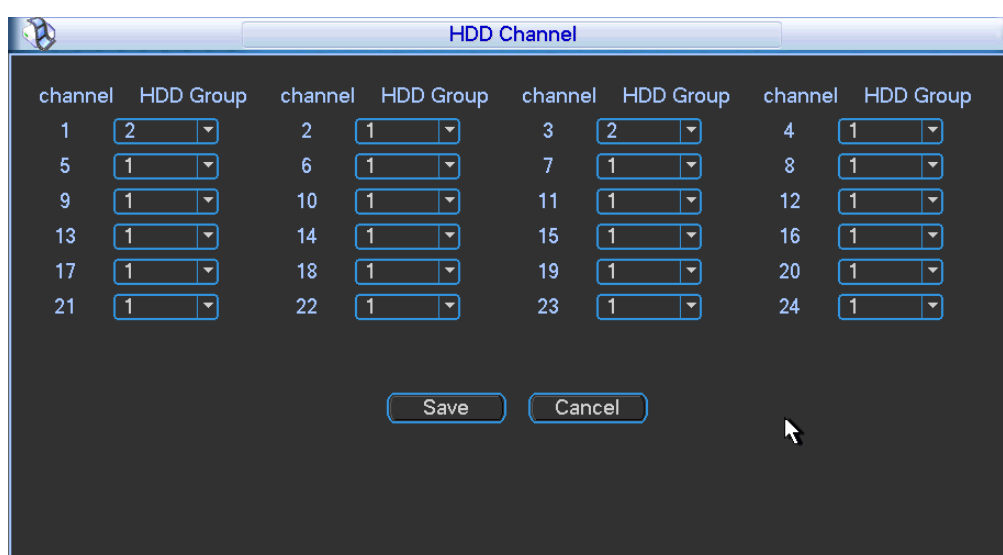 HDD Channel
channel HDD Group channel HDD Group channel HDD Group channel HDD Group
1 2 2 1 3 2 4 1
5 1 6 1 7 1 8 1
9 1 10 1 11 1 12 1
13 1 14 1 15 1 16 1
17 1 18 1 19 1 20 1
21 1 22 1 23 1 24 1
Save Cancel